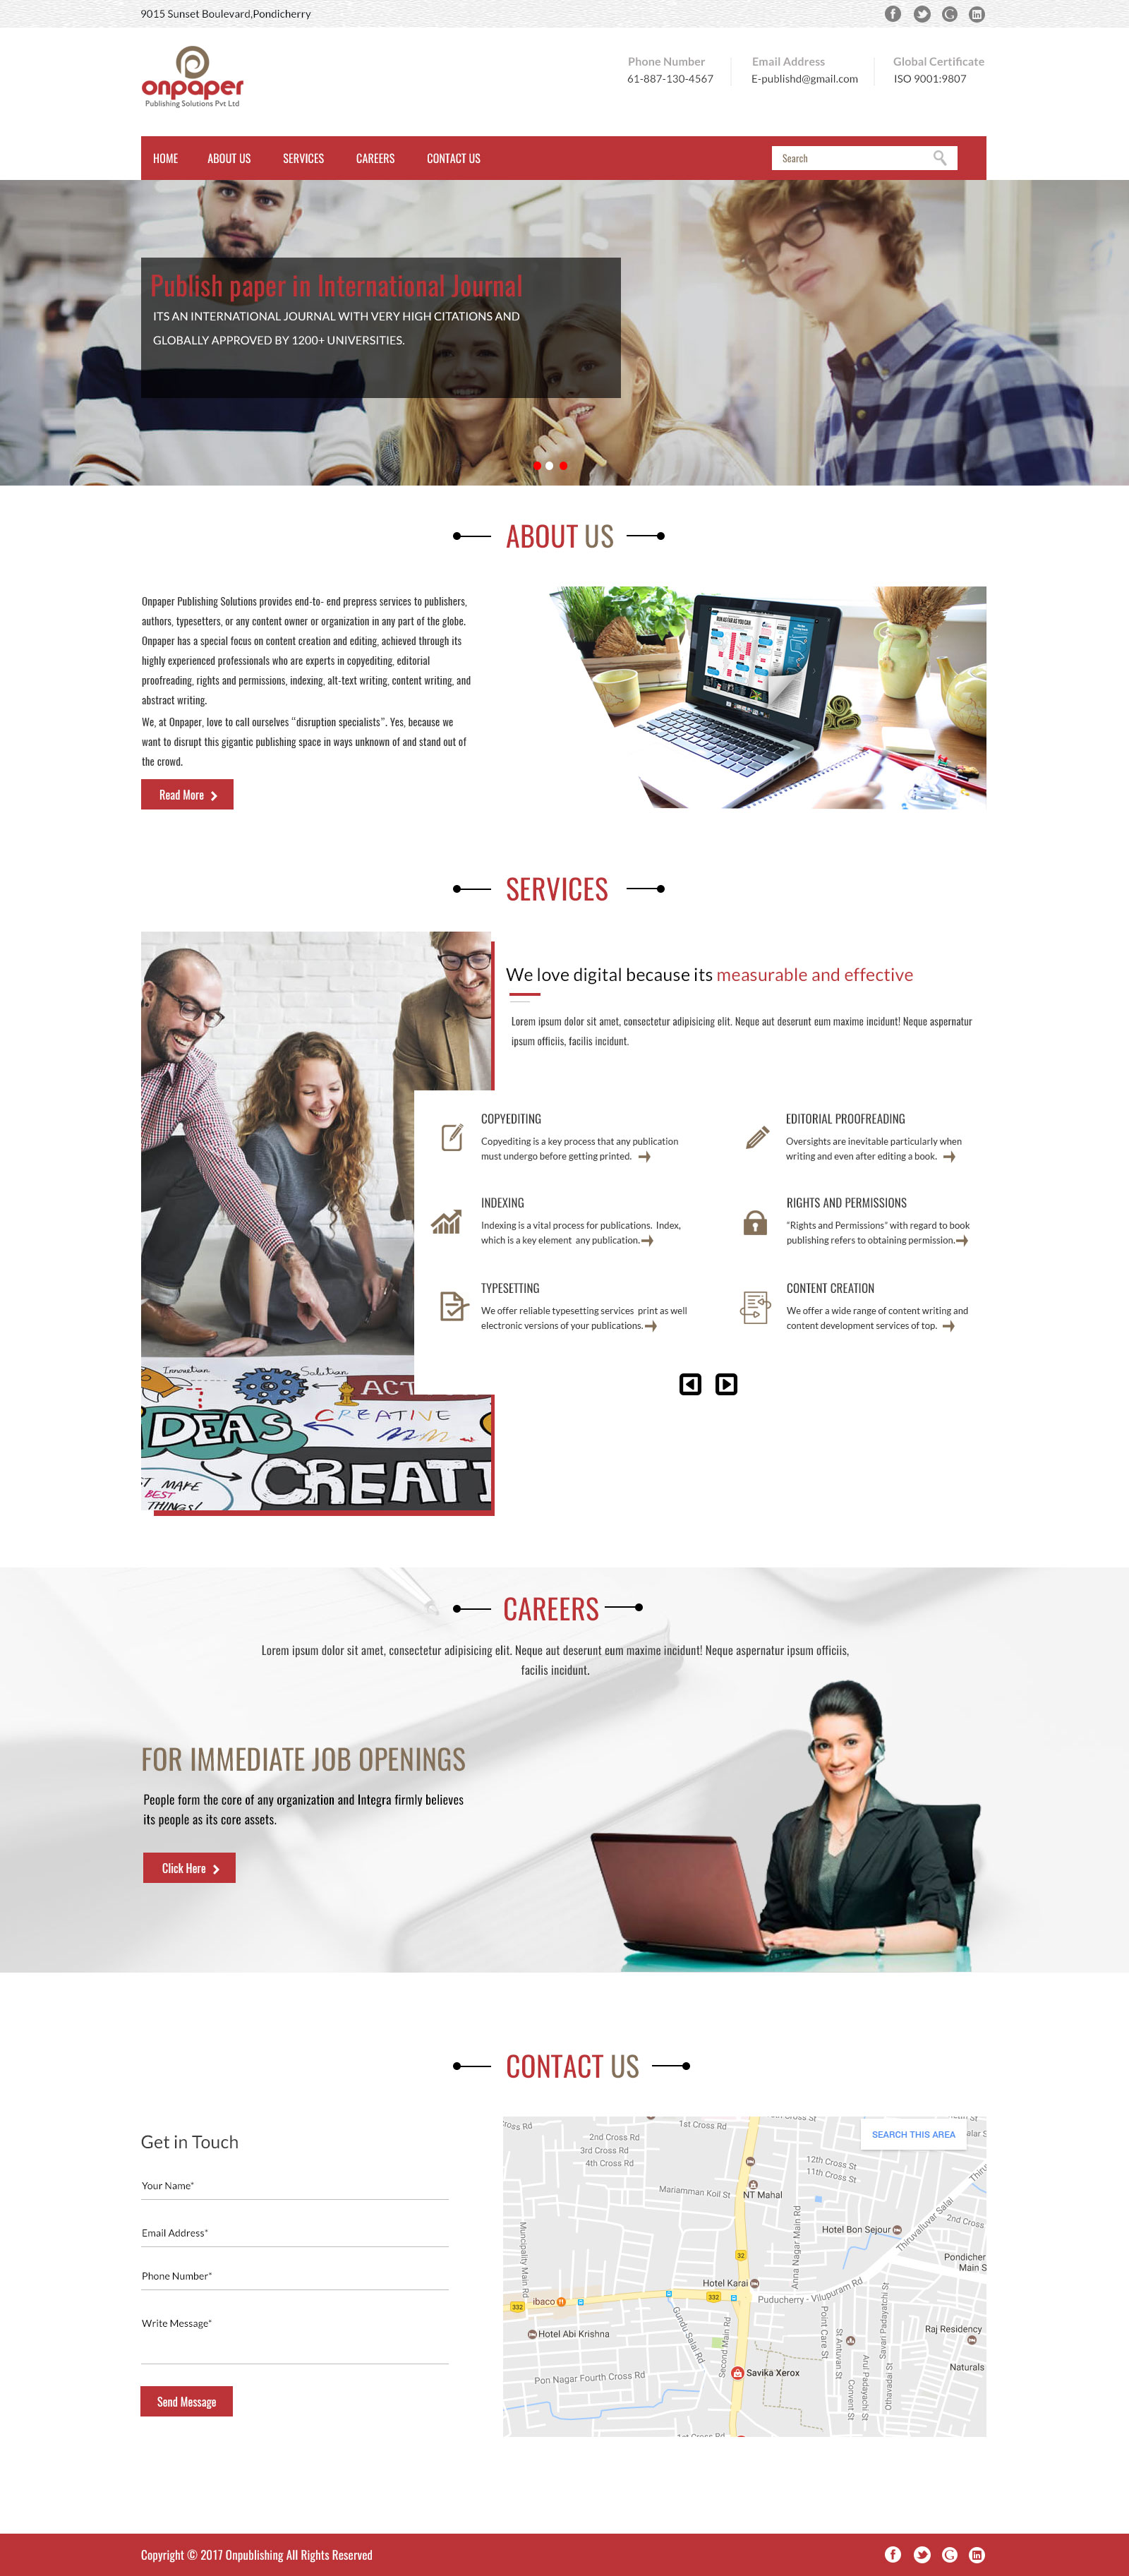 9015 Sunset Boulevard,Pondicherry
onpaper
Publishing Solutions Pvt Ltd
Phone Number
61-887-130-4567
Email Address
E-publishd@gmail.com
Global Certificate
ISO 9001:9807
HOME ABOUT US SERVICES CAREERS CONTACT US
Search
Publish paper in International Journal
ITS AN INTERNATIONAL JOURNAL WITH VERY HIGH CITATIONS AND
GLOBALLY APPROVED BY 1200+ UNIVERSITIES.
ABOUT US
Onpaper Publishing Solutions provides end-to- end prepress services to publishers,
authors, typesetters, or any content owner or organization in any part of the globe.
Onpaper has a special focus on content creation and editing, achieved through its
highly experienced professionals who are experts in copyediting, editorial
proofreading, rights and permissions, indexing, alt-text writing, content writing, and
abstract writing.
We, at Onpaper, love to call ourselves “disruption specialists”. Yes, because we
want to disrupt this gigantic publishing space in ways unknown of and stand out of
the crowd.
Read More
SERVICES
We love digital because its measurable and effective
Lorem ipsum dolor sit amet, consectetur adipisicing elit. Neque aut deserunt eum maxime incidunt! Neque aspernatur
ipsum officiis, facilis incidunt.
COPYEDITING
Copyediting is a key process that any publication
must undergo before getting printed.
EDITORIAL PROOFREADING
Oversights are inevitable particularly when
writing and even after editing a book.
INDEXING
Indexing is a vital process for publications. Index,
which is a key element any publication.
RIGHTS AND PERMISSIONS
“Rights and Permissions” with regard to book
publishing refers to obtaining permission.
TYPESETTING
We offer reliable typesetting services print as well
electronic versions of your publications.
CONTENT CREATION
We offer a wide range of content writing and
content development services of top.
Innovation
Solution
ACT
IDEAS
CREATIVE
CREATI
MAKE
BEST
THINGS!
CAREERS
Lorem ipsum dolor sit amet, consectetur adipisicing elit. Neque aut deserunt eum maxime incidunt! Neque aspernatur ipsum officiis,
facilis incidunt.
FOR IMMEDIATE JOB OPENINGS
People form the core of any organization and Integra firmly believes
its people as its core assets.
Click Here
CONTACT US
Get in Touch
Your Name*
Email Address*
Phone Number*
Write Message*
Send Message
1st Cross Rd
2nd Cross Rd
3rd Cross Rd
4th Cross Rd
SEARCH THIS AREA
12th Cross St
11th Cross St
Mariamman Koil St
NT Mahal
Thiruvalluvar Salai
Hotel Bon Sejour
2nd Cross
Anna Nagar Main Rd
Muncipality Main Rd
32
Pondicher
Main S
Hotel Karai
332
332
Puducherry - Vilupuram Rd
ibaco
Hotel Abi Krishna
Gundu Salai Rd
Second Main Rd
Point Care St
St Antuvan St
Savari Padayatchi St
Raj Residency
Naturals
Savika Xerox
Pon Nagar Fourth Cross Rd
Convent St
Arul Padayachi St
Othavadai St
1st Cross Rd
Copyright © 2017 Onpublishing All Rights Reserved